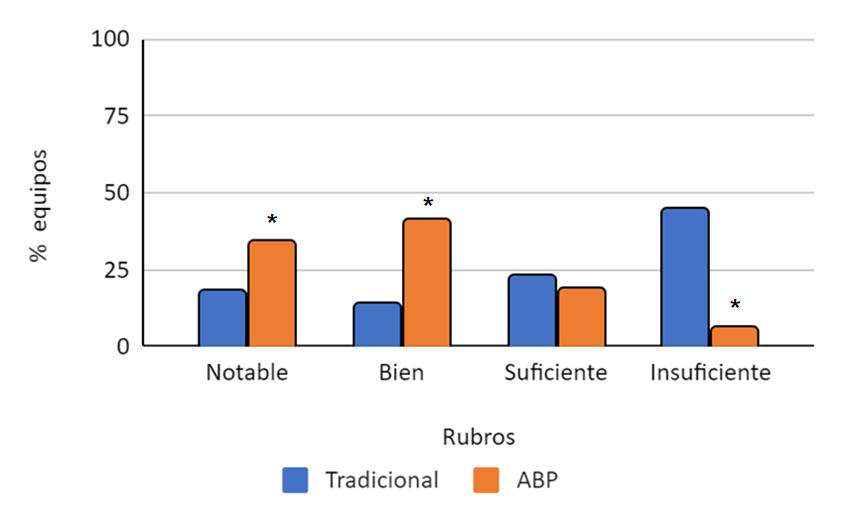 100
75
50
25
0
% equipos
*
*
*
Notable Bien Suficiente Insuficiente
Rubros
Tradicional ABP